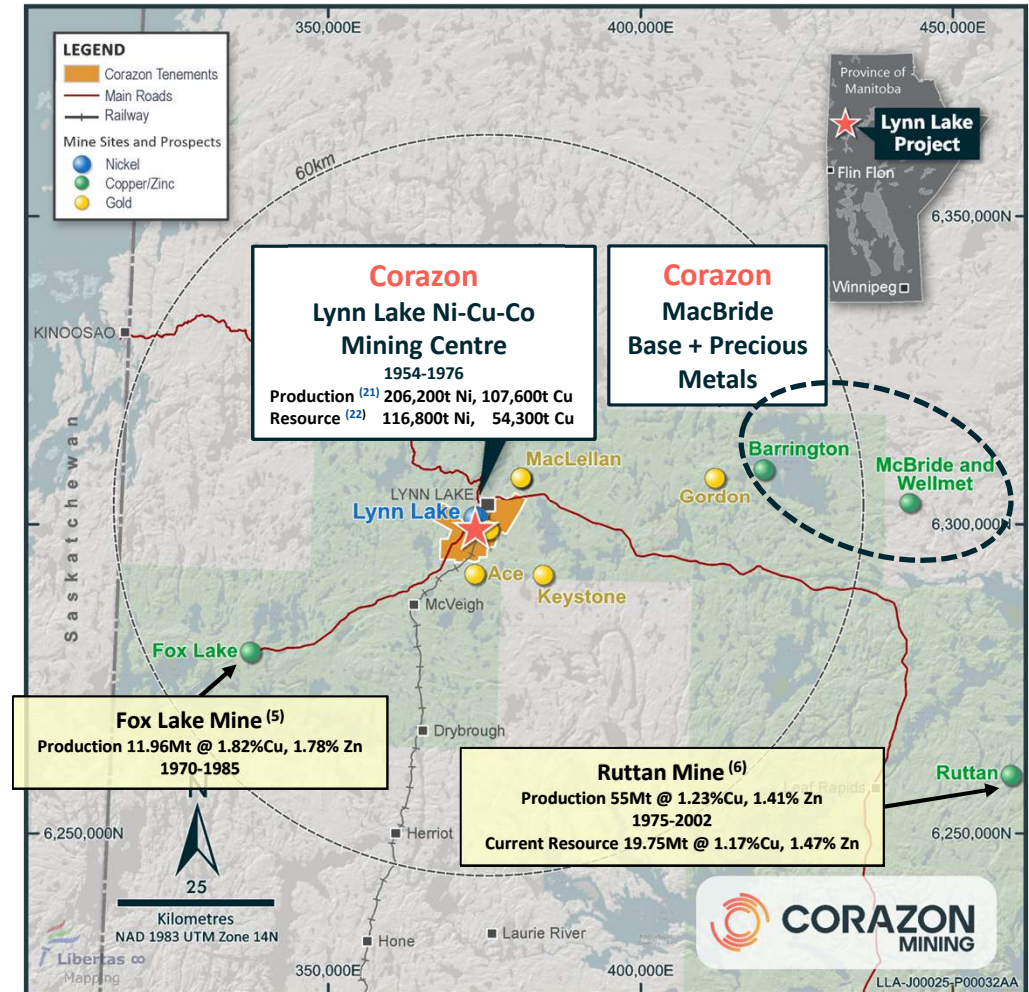 350,000E
400,000E
450,000E
LEGEND
Corazon Tenements
Main Roads
Railway
Mine Sites and Prospects
Nickel
Copper/Zinc
Gold
Province of
Manitoba
Lynn Lake
Project
Flin Flon
Winnipeg
60km
6,350,000N
Corazon
Lynn Lake Ni-Cu-Co
Mining Centre
1954-1976
Production (21) 206,200t Ni, 107,600t Cu
Resource (22) 116,800t Ni, 54,300t Cu
Corazon
MacBride
Base + Precious
Metals
KINOOSAO
Saskatchewan
MacLellan
Barrington
Gordon
McBride and
Wellmet
LYNN LAKE
Lynn Lake
6,300,000N
Ace
Keystone
McVeigh
Fox Lake
Fox Lake Mine (5)
Production 11.96Mt @ 1.82%Cu, 1.78% Zn
1970-1985
Drybrough
Ruttan Mine (6)
Production 55Mt @ 1.23%Cu, 1.41% Zn
1975-2002
Current Resource 19.75Mt @ 1.17%Cu, 1.47% Zn
Leaf Rapids
Ruttan
N
6,250,000N
Herriot
6,250,000N
25
Kilometres
NAD 1983 UTM Zone 14N
Hone
Laurie River
CORAZON
MINING
Libertas ∞
Mapping
350,000E
400,000E
LLA-J00025-P00032AA